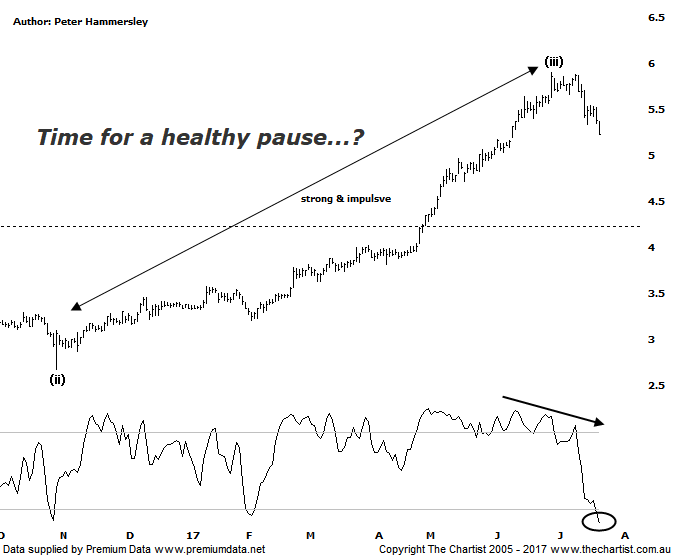 Author: Peter Hammersley
6.5
(iii)
6
Time for a healthy pause...?
5.5
5
strong & impulsve
4.5
4
3.5
3
(ii)
2.5
O N D 17 F M A M J J A
Data supplied by Premium Data www.premiumdata.net Copyright The Chartist 2005 - 2017 www.thechartist.com.au